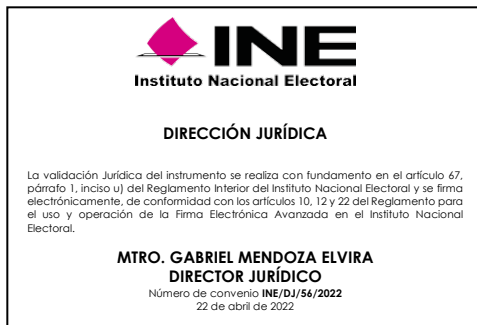 INE
Instituto Nacional Electoral
DIRECCIÓN JURÍDICA
La validación Jurídica del instrumento se realiza con fundamento en el artículo 67,
párrafo 1, inciso u) del Reglamento Interior del Instituto Nacional Electoral y se firma
electrónicamente, de conformidad con los artículos 10, 12 y 22 del Reglamento para
el uso y operación de la Firma Electrónica Avanzada en el Instituto Nacional
Electoral.
MTRO. GABRIEL MENDOZA ELVIRA
DIRECTOR JURÍDICO
Número de convenio INE/DJ/56/2022
22 de abril de 2022